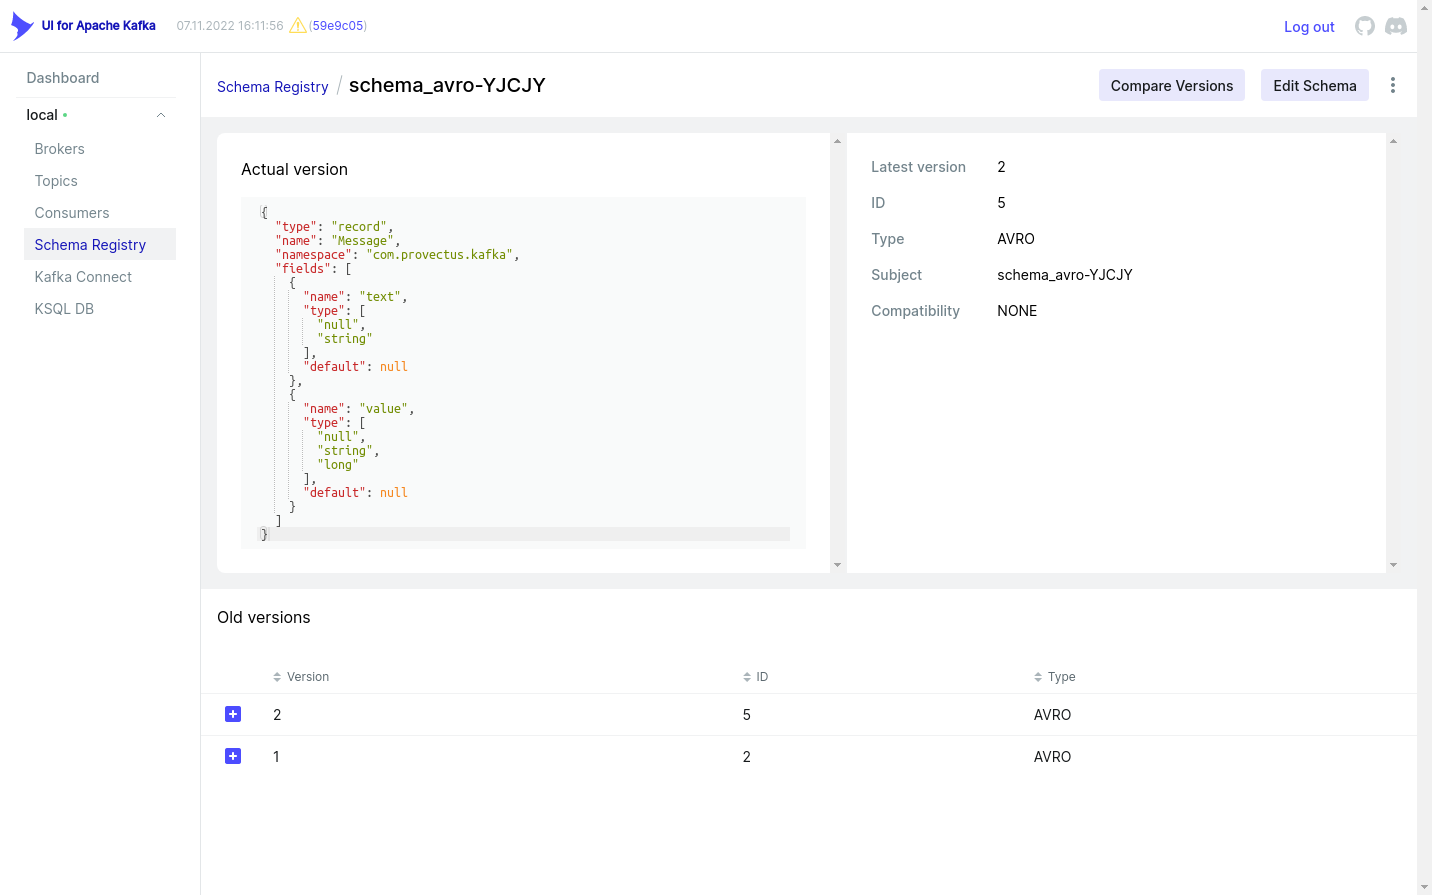 UI for Apache Kafka
07.11.2022 16:11:56 (59e9c05)
Log out
Dashboard
local
Brokers
Topics
Consumers
Schema Registry
Kafka Connect
KSQL DB
Schema Registry / schema_avro-YJCJY
Compare Versions
Edit Schema
Actual version
{
"type": "record",
"name": "Message",
"namespace": "com.provectus.kafka",
"fields": [
{
"name": "text",
"type": [
"null",
"string"
],
"default": null
},
{
"name": "value",
"type": [
"null",
"string",
"long"
],
"default": null
}
]
}
Latest version 2
ID 5
Type AVRO
Subject schema_avro-YJCJY
Compatibility NONE
Old versions
Version ID Type
2 5 AVRO
1 2 AVRO